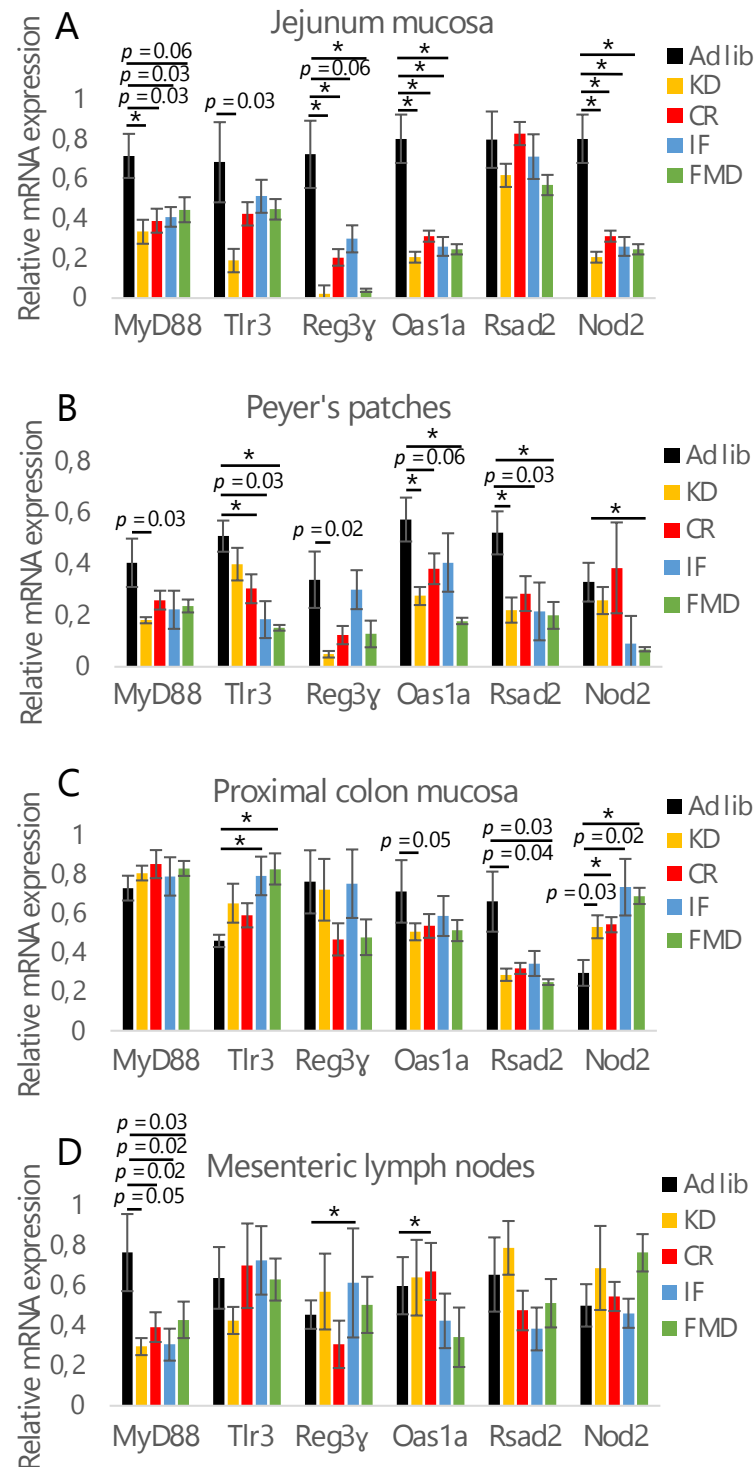 A
Jejunum mucosa
Relative mRNA expression
1
0,8
0,6
0,4
0,2
0
p = 0.06
p = 0.03
p = 0.03
*
p = 0.03
*
p = 0.06
*
*
*
*
*
*
*
*
*
*
MyD88 Tlr3 Reg3ɣ Oas1a Rsad2 Nod2
Ad lib
KD
CR
IF
FMD
B
Peyer's patches
Relative mRNA expression
0,8
0,6
0,4
0,2
0
p = 0.03
*
p = 0.03
*
p = 0.02
*
p = 0.06
*
*
p = 0.03
*
*
MyD88 Tlr3 Reg3ɣ Oas1a Rsad2 Nod2
Ad lib
KD
CR
IF
FMD
C
Proximal colon mucosa
Relative mRNA expression
1
0,8
0,6
0,4
0,2
0
*
*
p = 0.05
p = 0.03
p = 0.04
*
p = 0.02
*
p = 0.03
MyD88 Tlr3 Reg3ɣ Oas1a Rsad2 Nod2
Ad lib
KD
CR
IF
FMD
D
Mesenteric lymph nodes
Relative mRNA expression
1
0,8
0,6
0,4
0,2
0
p = 0.03
p = 0.02
p = 0.02
p = 0.05
*
*
MyD88 Tlr3 Reg3ɣ Oas1a Rsad2 Nod2
Ad lib
KD
CR
IF
FMD